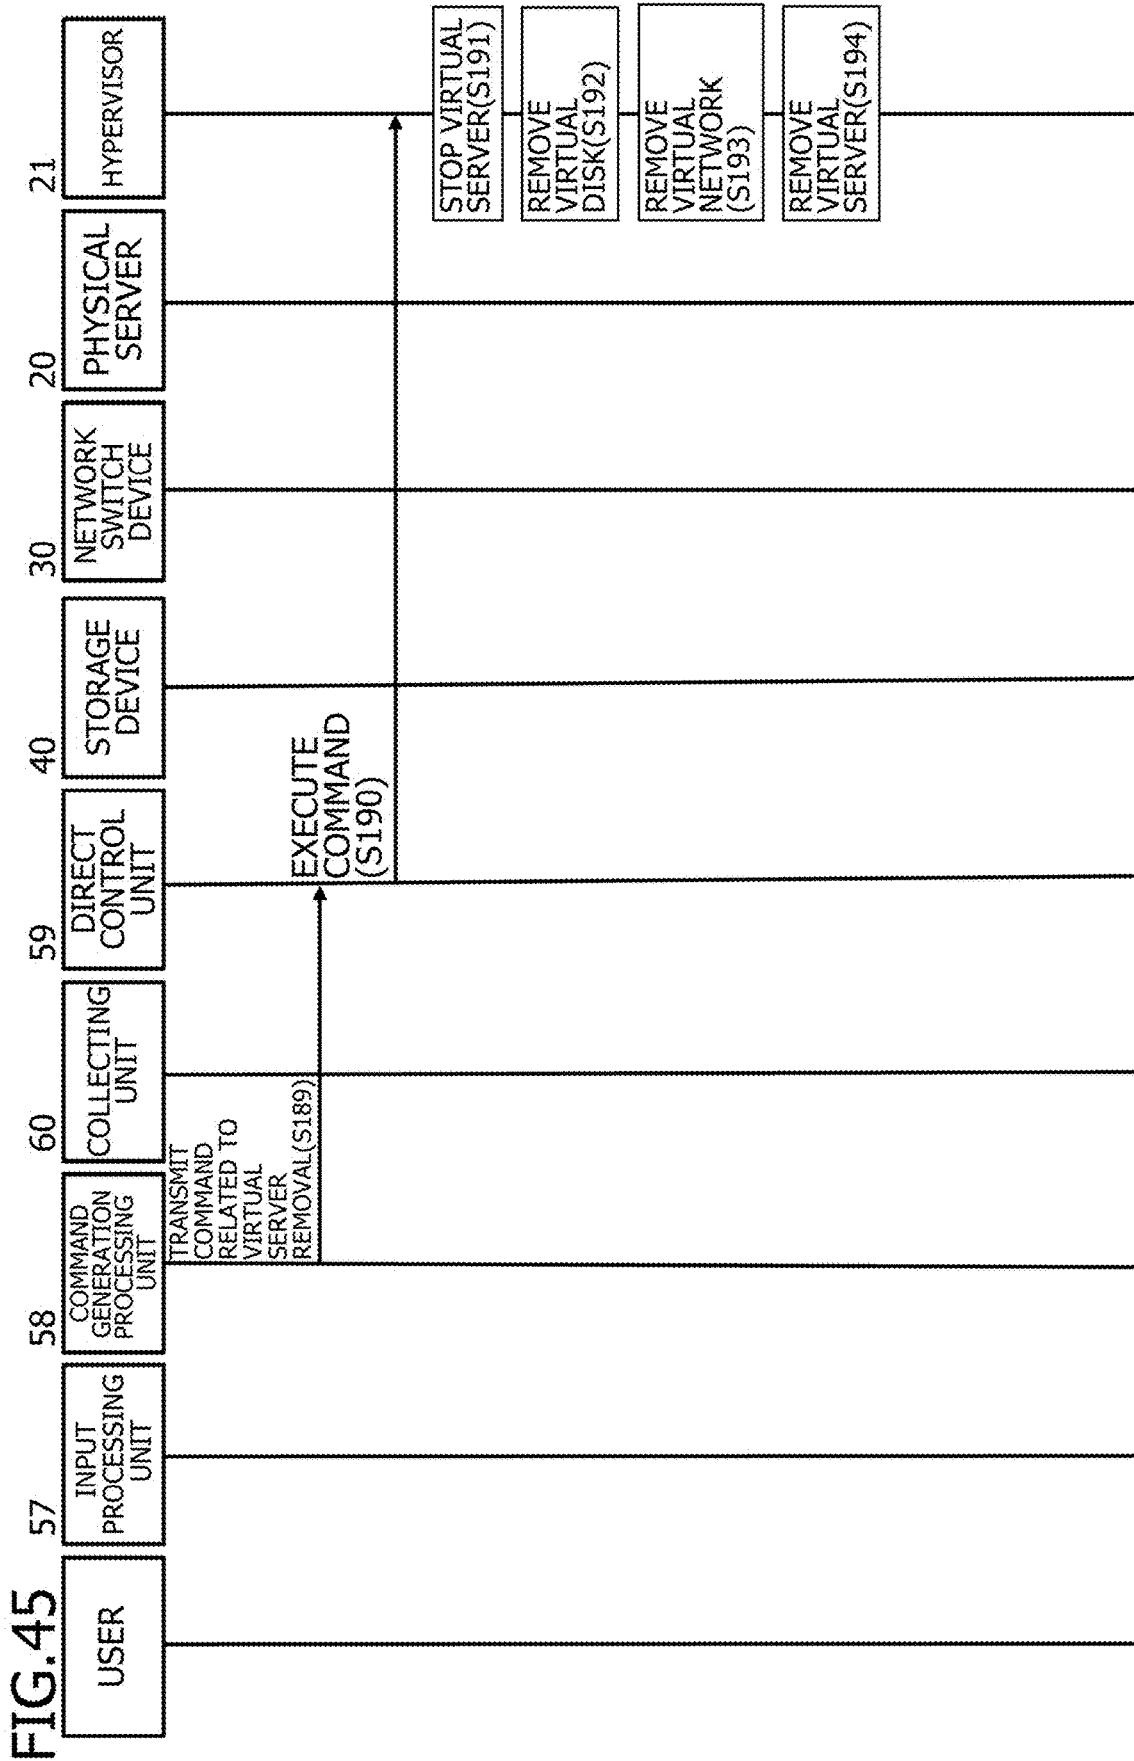 FIG.45
USER
57
INPUT
PROCESSING
UNIT
58
COMMAND
GENERATION
PROCESSING
UNIT
60
COLLECTING
UNIT
59
DIRECT
CONTROL
UNIT
40
STORAGE
DEVICE
30
NETWORK
SWITCH
DEVICE
20
PHYSICAL
SERVER
21
HYPERVISOR
TRANSMIT
COMMAND
RELATED TO
VIRTUAL
SERVER
REMOVAL(S189)
EXECUTE
COMMAND
(S190)
STOP VIRTUAL
SERVER(S191)
REMOVE
VIRTUAL
DISK(S192)
REMOVE
VIRTUAL
NETWORK
(S193)
REMOVE
VIRTUAL
SERVER(S194)